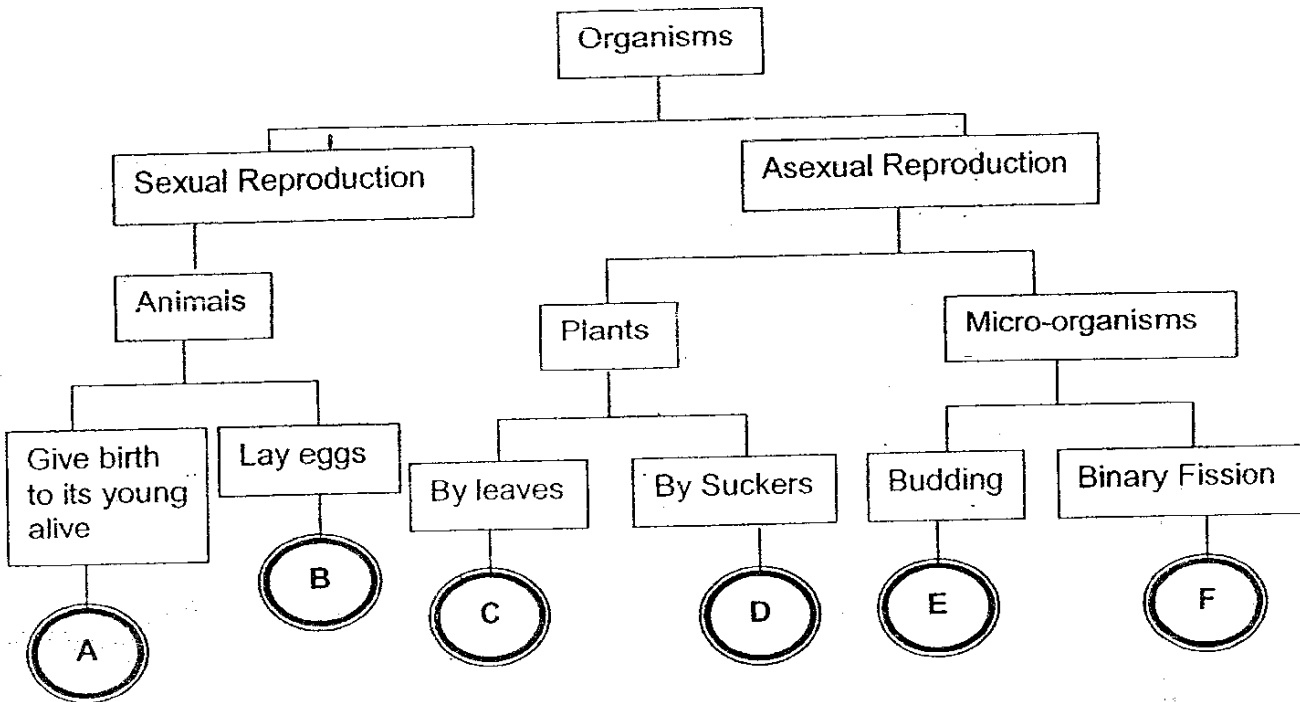 Organisms
Sexual Reproduction
Asexual Reproduction
Animals
Plants
Micro-organisms
Give birth
to its young
alive
Lay eggs
By leaves
By Suckers
Budding
Binary Fission
A
B
C
D
E
F